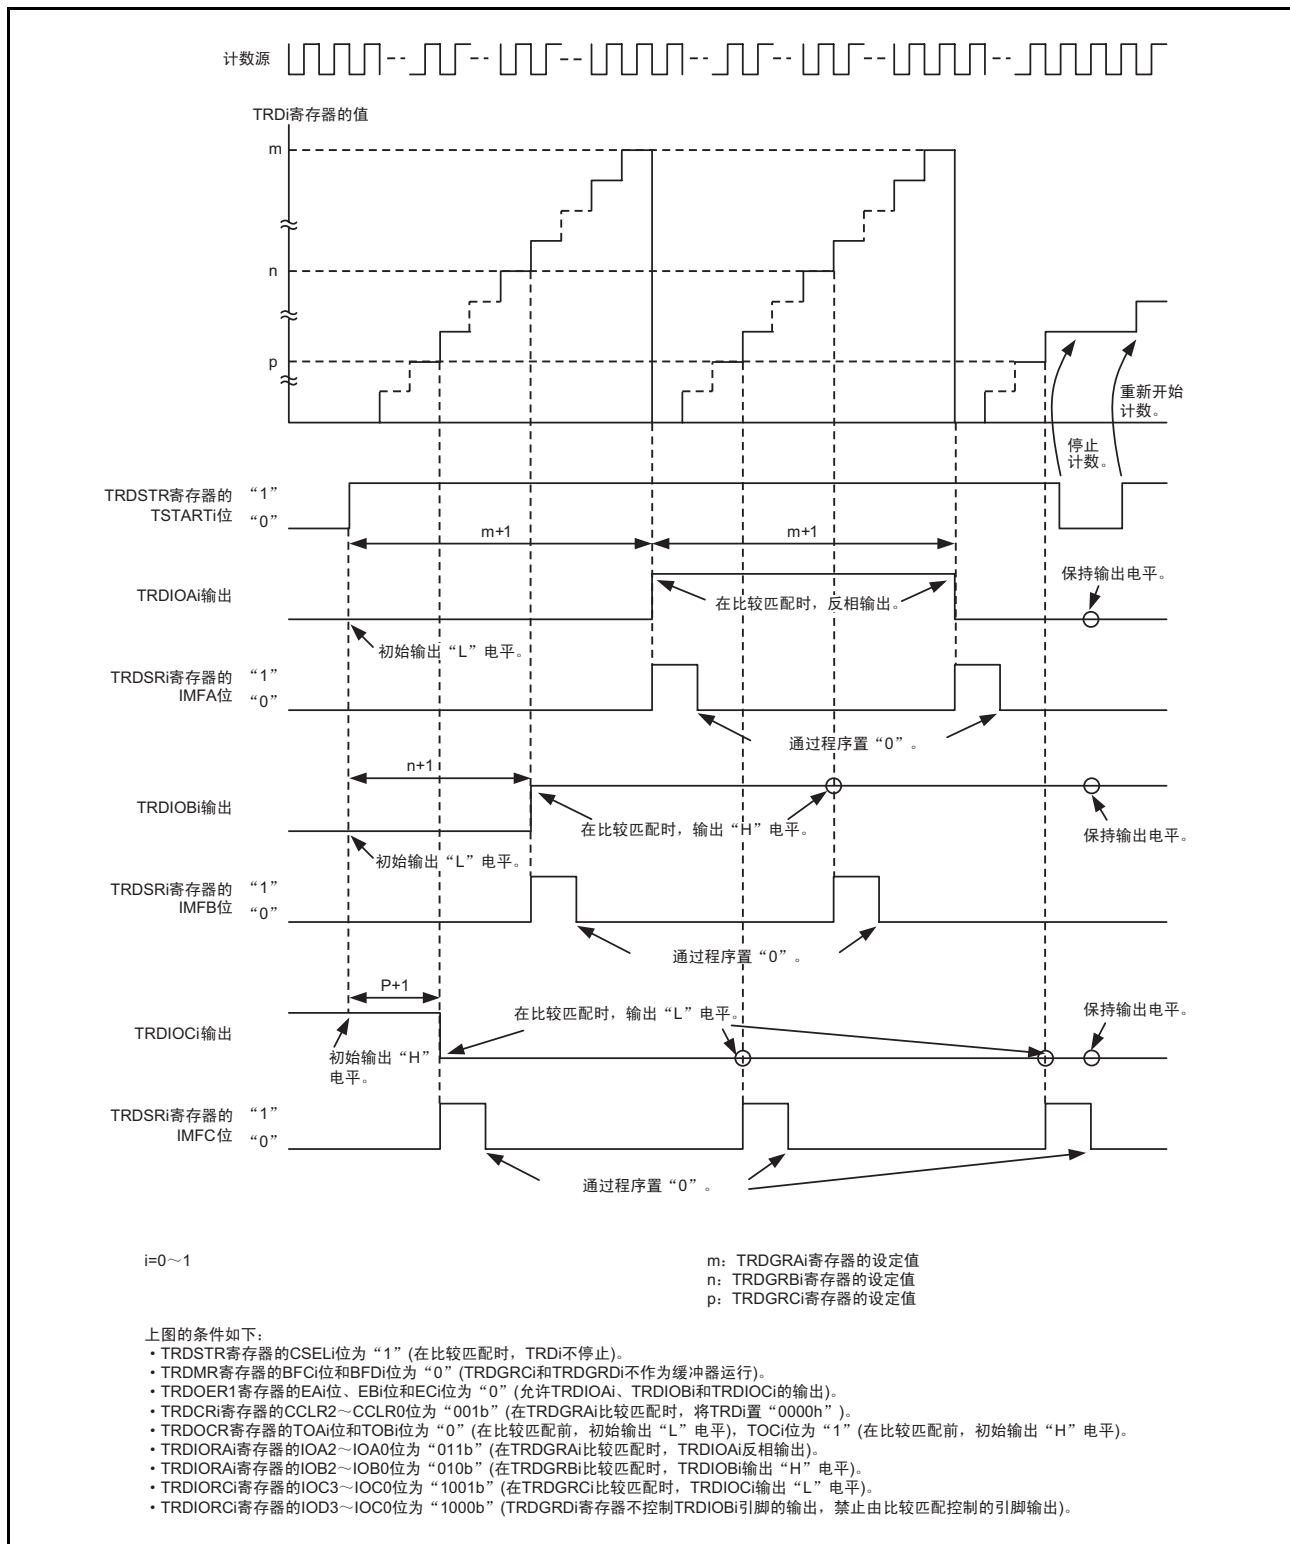 计数源
TRDi寄存器的值
m
n
p
重新开始
计数。
停止
计数。
TRDSTR寄存器的 “1”
TSTARTi位 “0”
m+1
m+1
TRDIOAi输出
在比较匹配时，反相输出。
保持输出电平。
初始输出“L”电平。
TRDSRi寄存器的 “1”
IMFA位 “0”
通过程序置“0”。
n+1
TRDIOBi输出
在比较匹配时，输出“H”电平。
保持输出电平。
初始输出“L”电平。
TRDSRi寄存器的 “1”
IMFB位 “0”
通过程序置“0”。
P+1
在比较匹配时，输出“L”电平。
保持输出电平。
TRDIOCi输出
初始输出“H”
电平。
TRDSRi寄存器的 “1”
IMFC位 “0”
通过程序置“0”。
i=0～1
m：TRDGRAi寄存器的设定值
n：TRDGRBi寄存器的设定值
p：TRDGRCi寄存器的设定值
上图的条件如下：
・TRDSTR寄存器的CSELi位为“1”(在比较匹配时，TRDi不停止)。
・TRDMR寄存器的BFCi位和BFDi位为“0”(TRDGRCi和TRDGRDi不作为缓冲器运行)。
・TRDOER1寄存器的EAi位、EBi位和ECi位为“0”(允许TRDIOAi、TRDIOBi和TRDIOCi的输出)。
・TRDCRi寄存器的CCLR2～CCLR0位为“001b”(在TRDGRAi比较匹配时，将TRDi置“0000h”)。
・TRDOCR寄存器的TOAi位和TOBi位为“0”(在比较匹配前，初始输出“L”电平)，TOCi位为“1”(在比较匹配前，初始输出“H”电平)。
・TRDIORAi寄存器的IOA2～IOA0位为“011b”(在TRDGRAi比较匹配时，TRDIOAi反相输出)。
・TRDIORAi寄存器的IOB2～IOB0位为“010b”(在TRDGRBi比较匹配时，TRDIOBi输出“H”电平)。
・TRDIORCi寄存器的IOC3～IOC0位为“1001b”(在TRDGRCi比较匹配时，TRDIOCi输出“L”电平)。
・TRDIORCi寄存器的IOD3～IOC0位为“1000b”(TRDGRDi寄存器不控制TRDIOBi引脚的输出，禁止由比较匹配控制的引脚输出)。